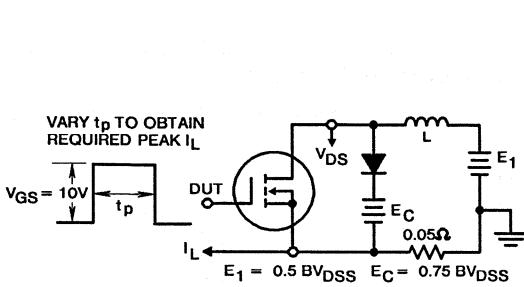 VARY tp TO OBTAIN
REQUIRED PEAK IL
VGS = 10V
tp
DUT
VDS
L
E1
EC
0.05Ω
IL
E1 = 0.5 BVDSS EC = 0.75 BVDSS